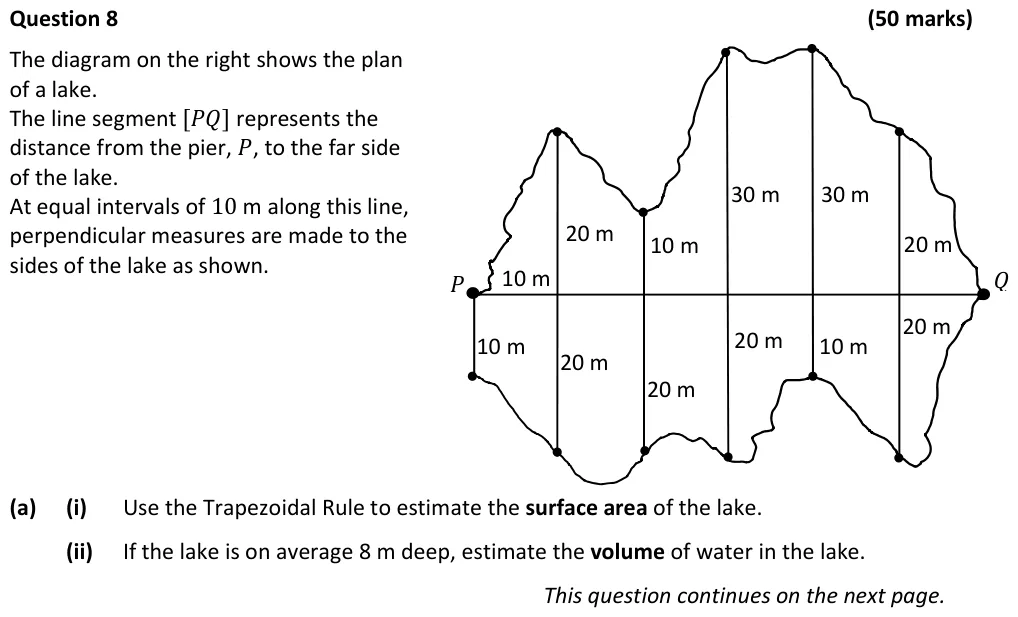 Question 8
(50 marks)
The diagram on the right shows the plan
of a lake.
The line segment [PQ] represents the
distance from the pier, P, to the far side
of the lake.
At equal intervals of 10 m along this line,
perpendicular measures are made to the
sides of the lake as shown.
30 m
30 m
20 m
10 m
20 m
P
10 m
Q
10 m
20 m
20 m
20 m
10 m
20 m
(a) (i) Use the Trapezoidal Rule to estimate the surface area of the lake.
(ii) If the lake is on average 8 m deep, estimate the volume of water in the lake.
This question continues on the next page.